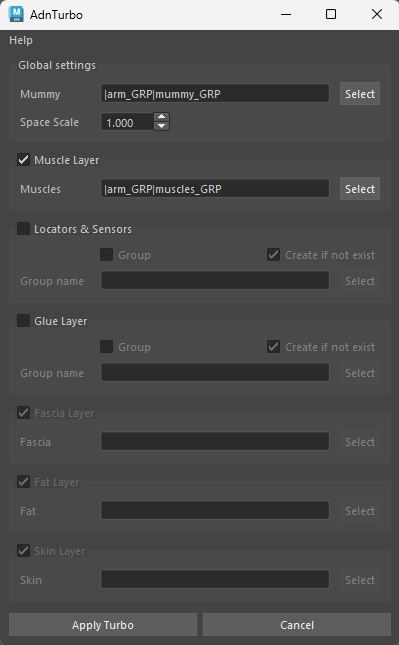 AdnTurbo
Help
Global settings
Mummy |arm_GRP|mummy_GRP Select
Space Scale 1.000
Muscle Layer
Muscles |arm_GRP|muscles_GRP Select
Locators & Sensors
Group Create if not exist
Group name Select
Glue Layer
Group Create if not exist
Group name Select
Fascia Layer
Fascia Select
Fat Layer
Fat Select
Skin Layer
Skin Select
Apply Turbo Cancel